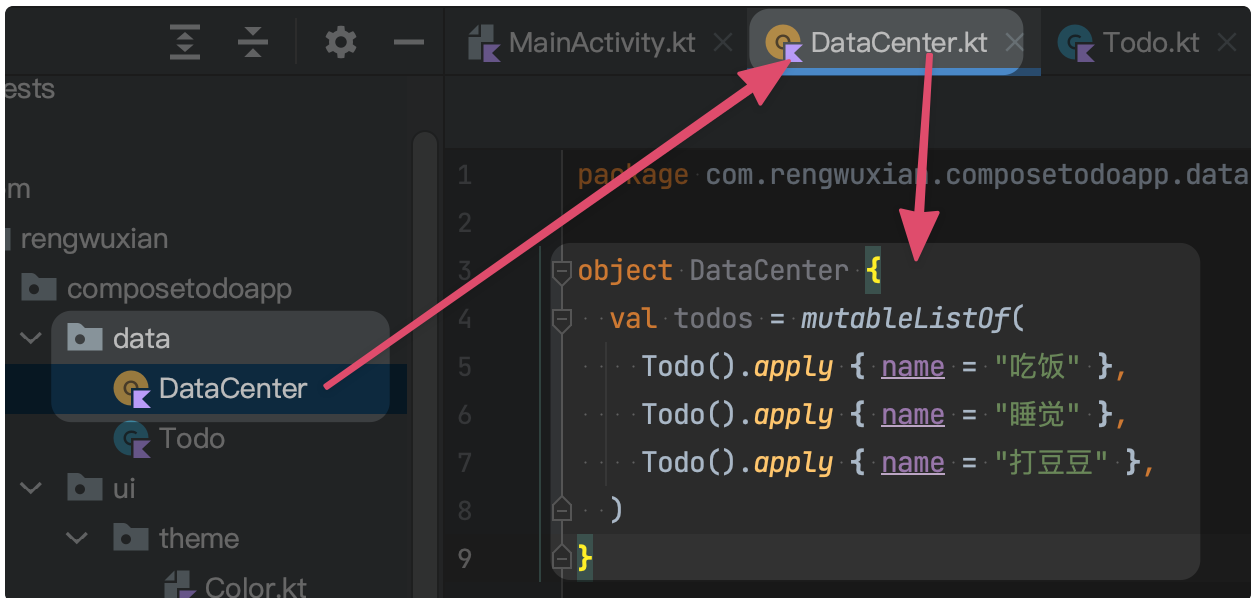 MainActivity.kt
DataCenter.kt
Todo.kt
ests
m
rengwuxian
composetodoapp
data
DataCenter
Todo
ui
theme
Color.kt
1 package com.rengwuxian.composetodoapp.data
2
3 object DataCenter {
4 val todos = mutableListOf(
5 Todo().apply { name = "吃饭" },
6 Todo().apply { name = "睡觉" },
7 Todo().apply { name = "打豆豆" },
8 )
9 }